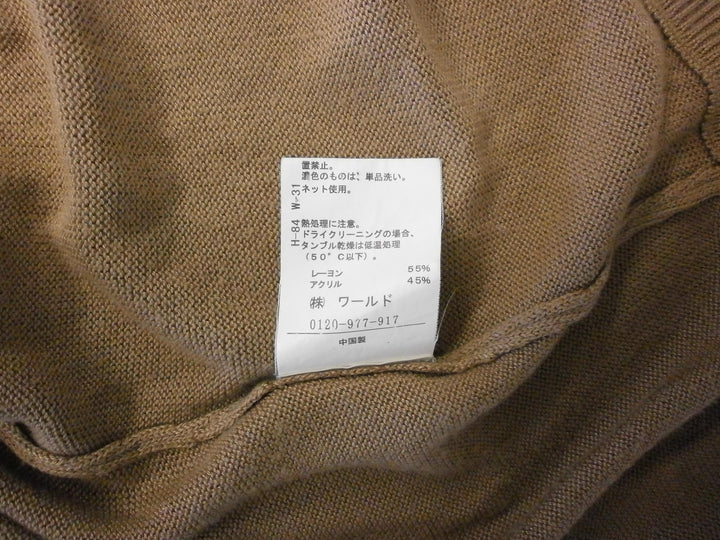 置禁止。
濃色のものは、単品洗い。
ネット使用。
H-84 W-31
熱処理に注意。
ドライクリーニングの場合、
タンブル乾燥は低温処理
(50°C以下)。
レーヨン 55%
アクリル 45%
㈱ ワールド
0120-977-917
中国製